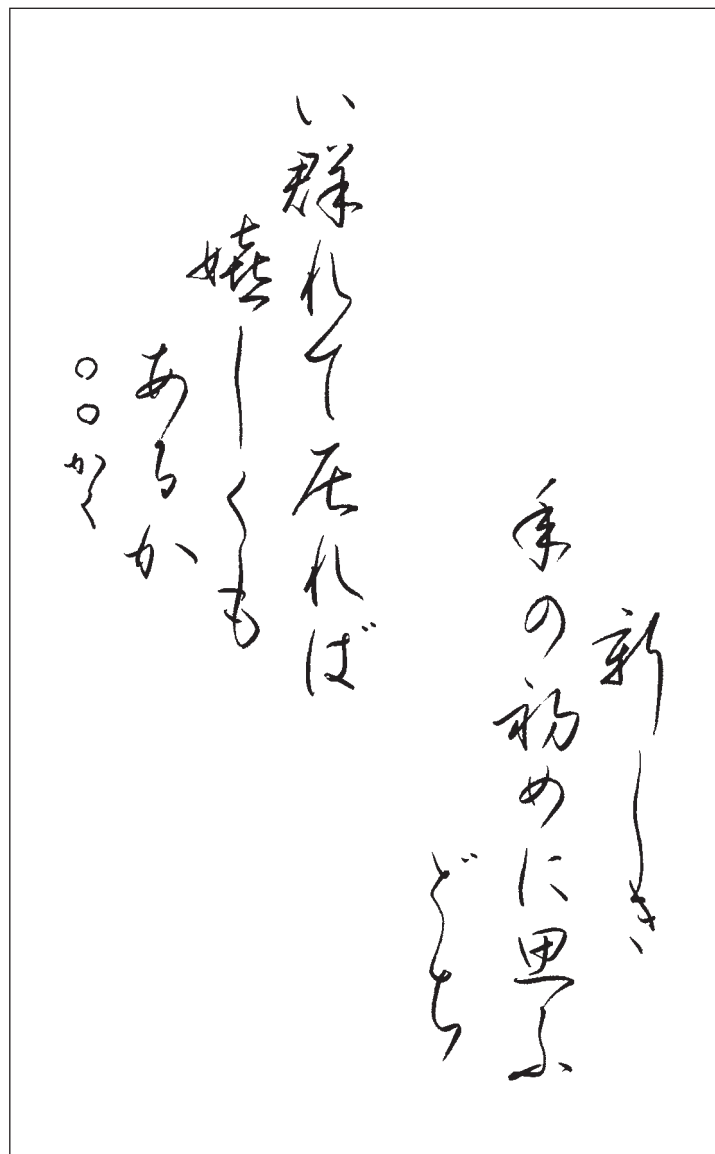 新しき
年の初めに思ふ
どち
い群れて居れば
嬉しくも
あるか
○○かく